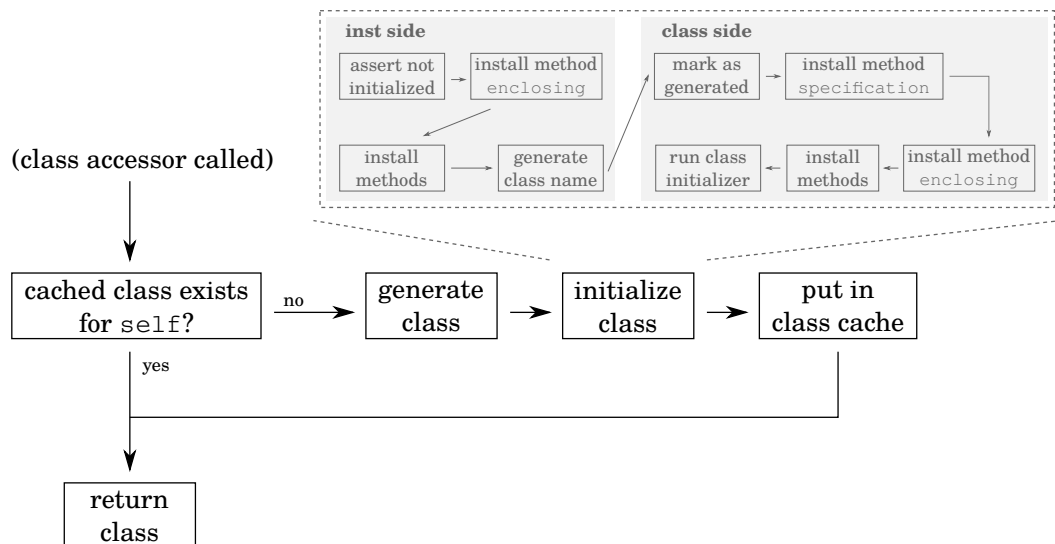 inst side
assert not
initialized
install method
enclosing
install
methods
generate
class name
class side
mark as
generated
install method
specification
run class
initializer
install
methods
install method
enclosing
(class accessor called)
cached class exists
for self?
no
generate
class
initialize
class
put in
class cache
yes
return
class